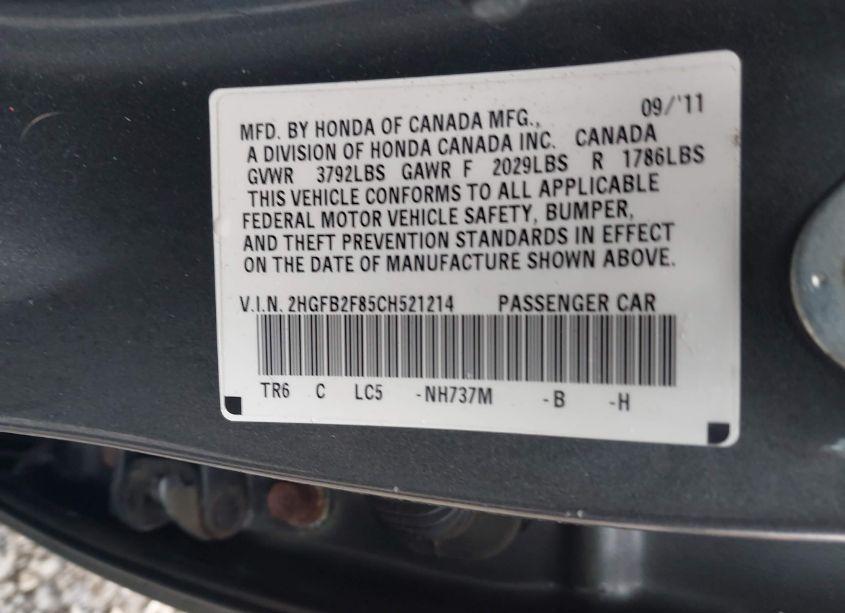 09/'11
MFD. BY HONDA OF CANADA MFG.,
A DIVISION OF HONDA CANADA INC. CANADA
GVWR 3792LBS GAWR F 2029LBS R 1786LBS
THIS VEHICLE CONFORMS TO ALL APPLICABLE
FEDERAL MOTOR VEHICLE SAFETY, BUMPER,
AND THEFT PREVENTION STANDARDS IN EFFECT
ON THE DATE OF MANUFACTURE SHOWN ABOVE.
V.I.N. 2HGFB2F85CH521214 PASSENGER CAR
TR6 C LC5 -NH737M -B -H